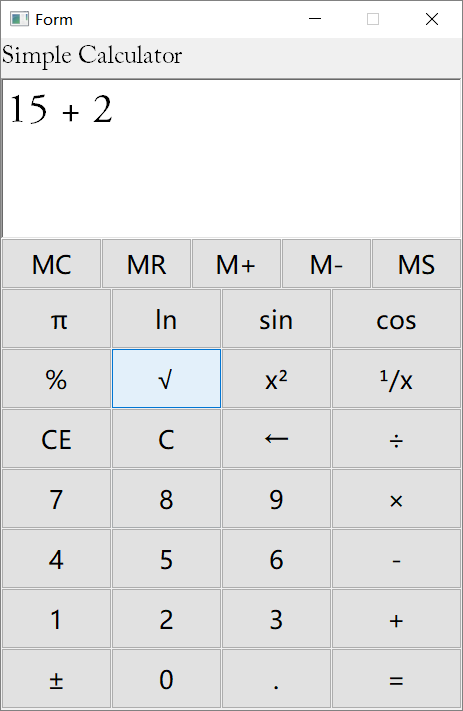 Form
Simple Calculator
15 + 2
MC MR M+ M- MS
π ln sin cos
% √ x² ¹/x
CE C ← ÷
7 8 9 ×
4 5 6 -
1 2 3 +
± 0 . =